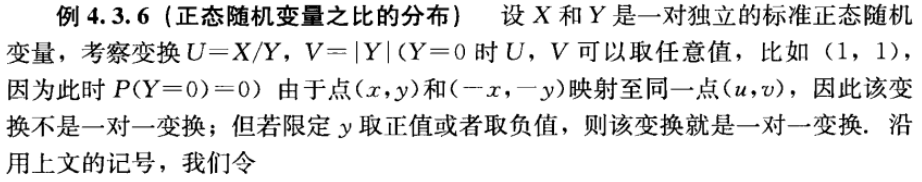 例 4.3.6 (正态随机变量之比的分布) 设 X 和 Y 是一对独立的标准正态随机
变量，考察变换U=X/Y，V=|Y|(Y=0 时 U，V 可以取任意值，比如 (1, 1)，
因为此时 P(Y=0)=0) 由于点(x,y)和(-x,-y)映射至同一点(u,v)，因此该变
换不是一对一变换；但若限定 y 取正值或者取负值，则该变换就是一对一变换. 沿
用上文的记号，我们令